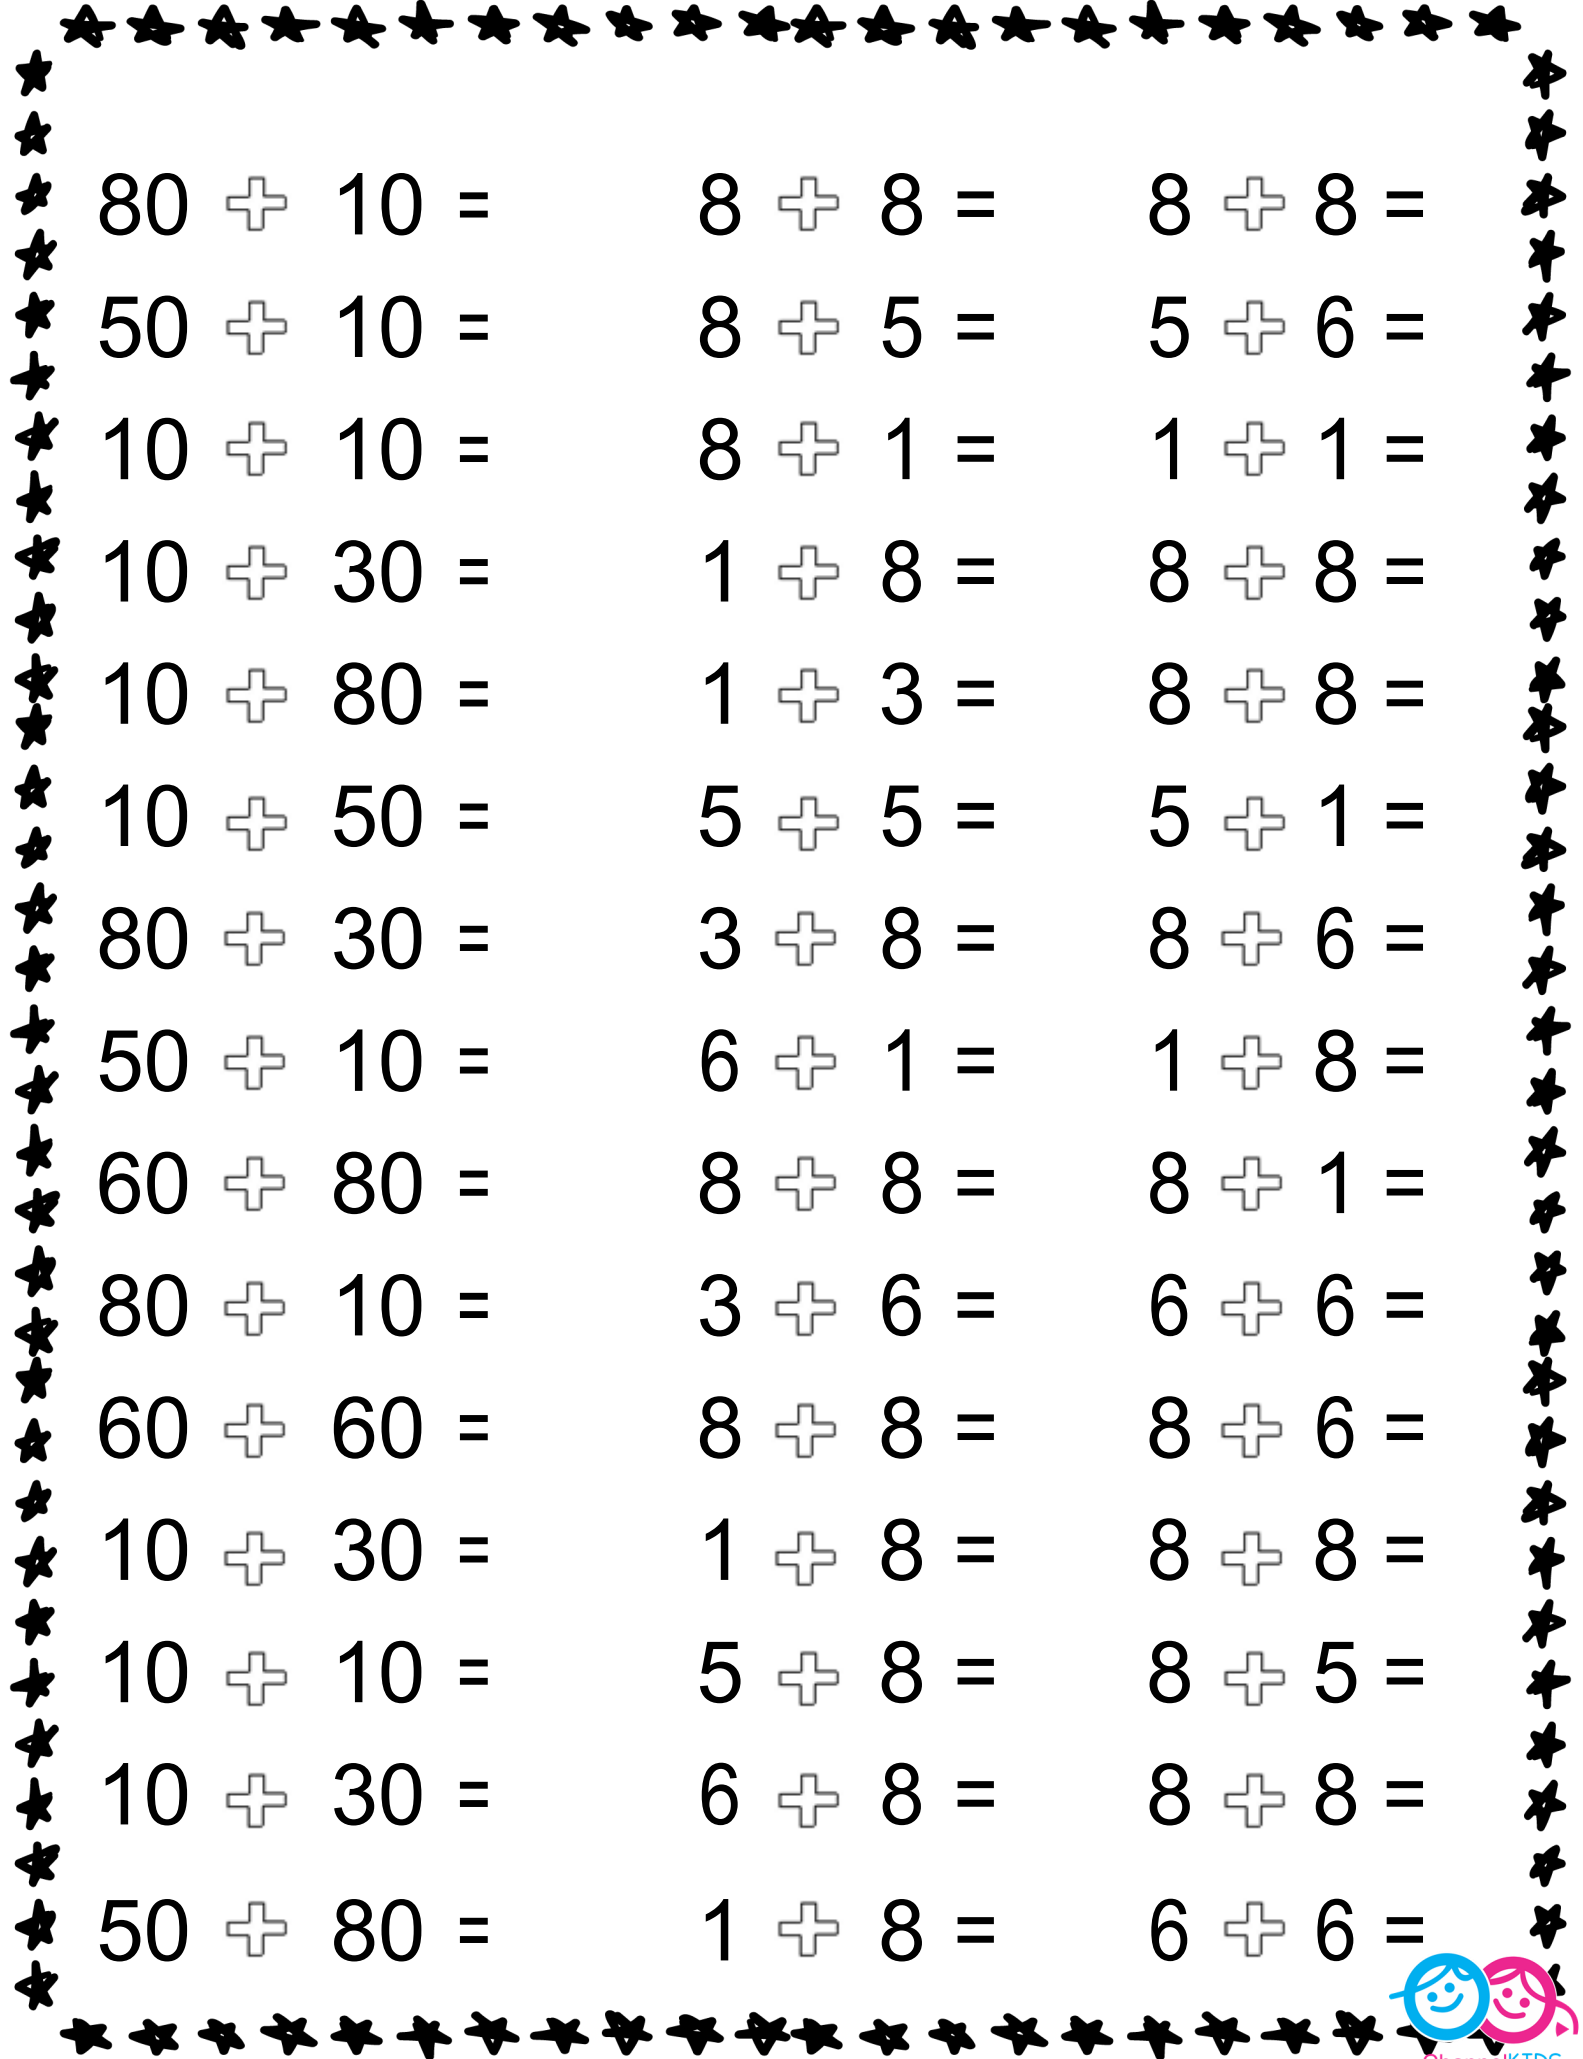 80 + 10 = 8 + 8 = 8 + 8 =
50 + 10 = 8 + 5 = 5 + 6 =
10 + 10 = 8 + 1 = 1 + 1 =
10 + 30 = 1 + 8 = 8 + 8 =
10 + 80 = 1 + 3 = 8 + 8 =
10 + 50 = 5 + 5 = 5 + 1 =
80 + 30 = 3 + 8 = 8 + 6 =
50 + 10 = 6 + 1 = 1 + 8 =
60 + 80 = 8 + 8 = 8 + 1 =
80 + 10 = 3 + 6 = 6 + 6 =
60 + 60 = 8 + 8 = 8 + 6 =
10 + 30 = 1 + 8 = 8 + 8 =
10 + 10 = 5 + 8 = 8 + 5 =
10 + 30 = 6 + 8 = 8 + 8 =
50 + 80 = 1 + 8 = 6 + 6 =